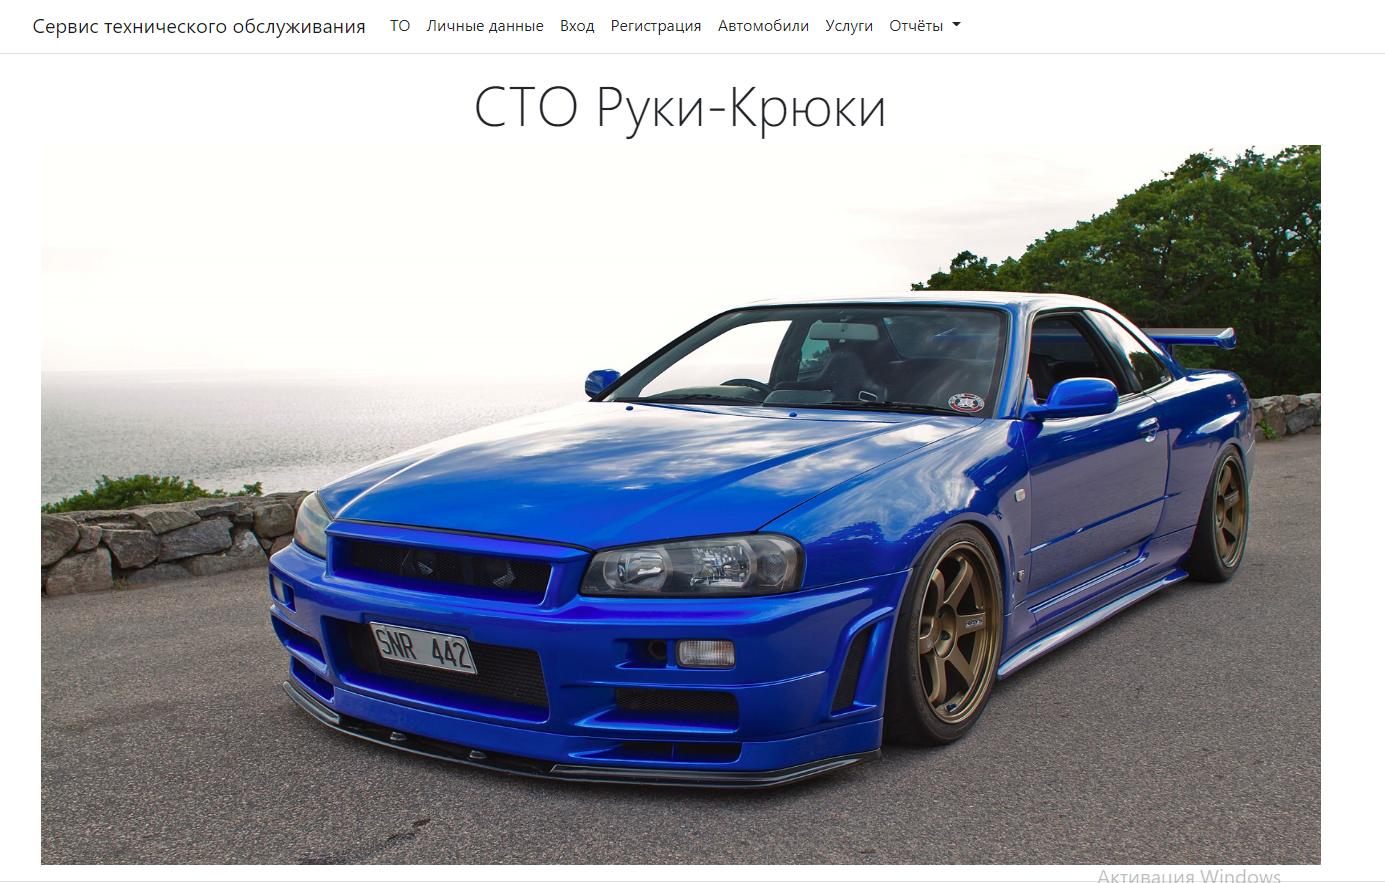 Сервис технического обслуживания ТО Личные данные Вход Регистрация Автомобили Услуги Отчёты
СТО Руки-Крюки
SNR 442
Активация Windows